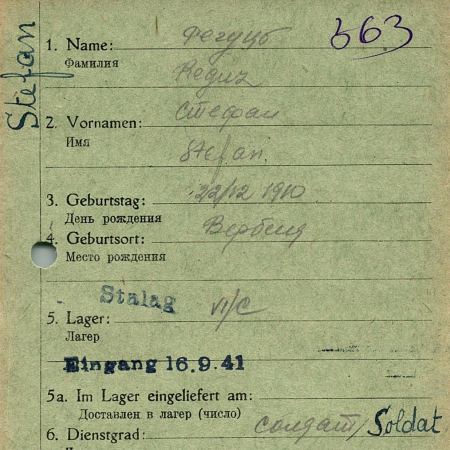 Stefan
563
1. Name:
Фамилия
2. Vornamen: Стефан
Имя
Stefan.
3. Geburtstag: 22/12 1910
День рождения
4. Geburtsort:
Место рождения
Stalag
5. Lager: VI/C
Лагер
Eingang 16.9.41
5a. Im Lager eingeliefert am:
Доставлен в лагер (число)
6. Dienstgrad: солдат/Soldat